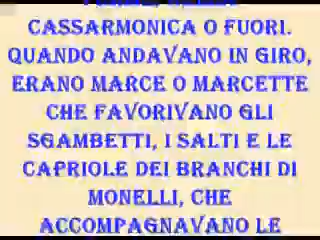 CASSARMONICA O FUORI.
QUANDO ANDAVANO IN GIRO,
ERANO MARCE O MARCETTE
CHE FAVORIVANO GLI
SGAMBETTI, I SALTI E LE
CAPRIOLE DEI BRANCHI DI
MONELLI, CHE
ACCOMPAGNAVANO LE